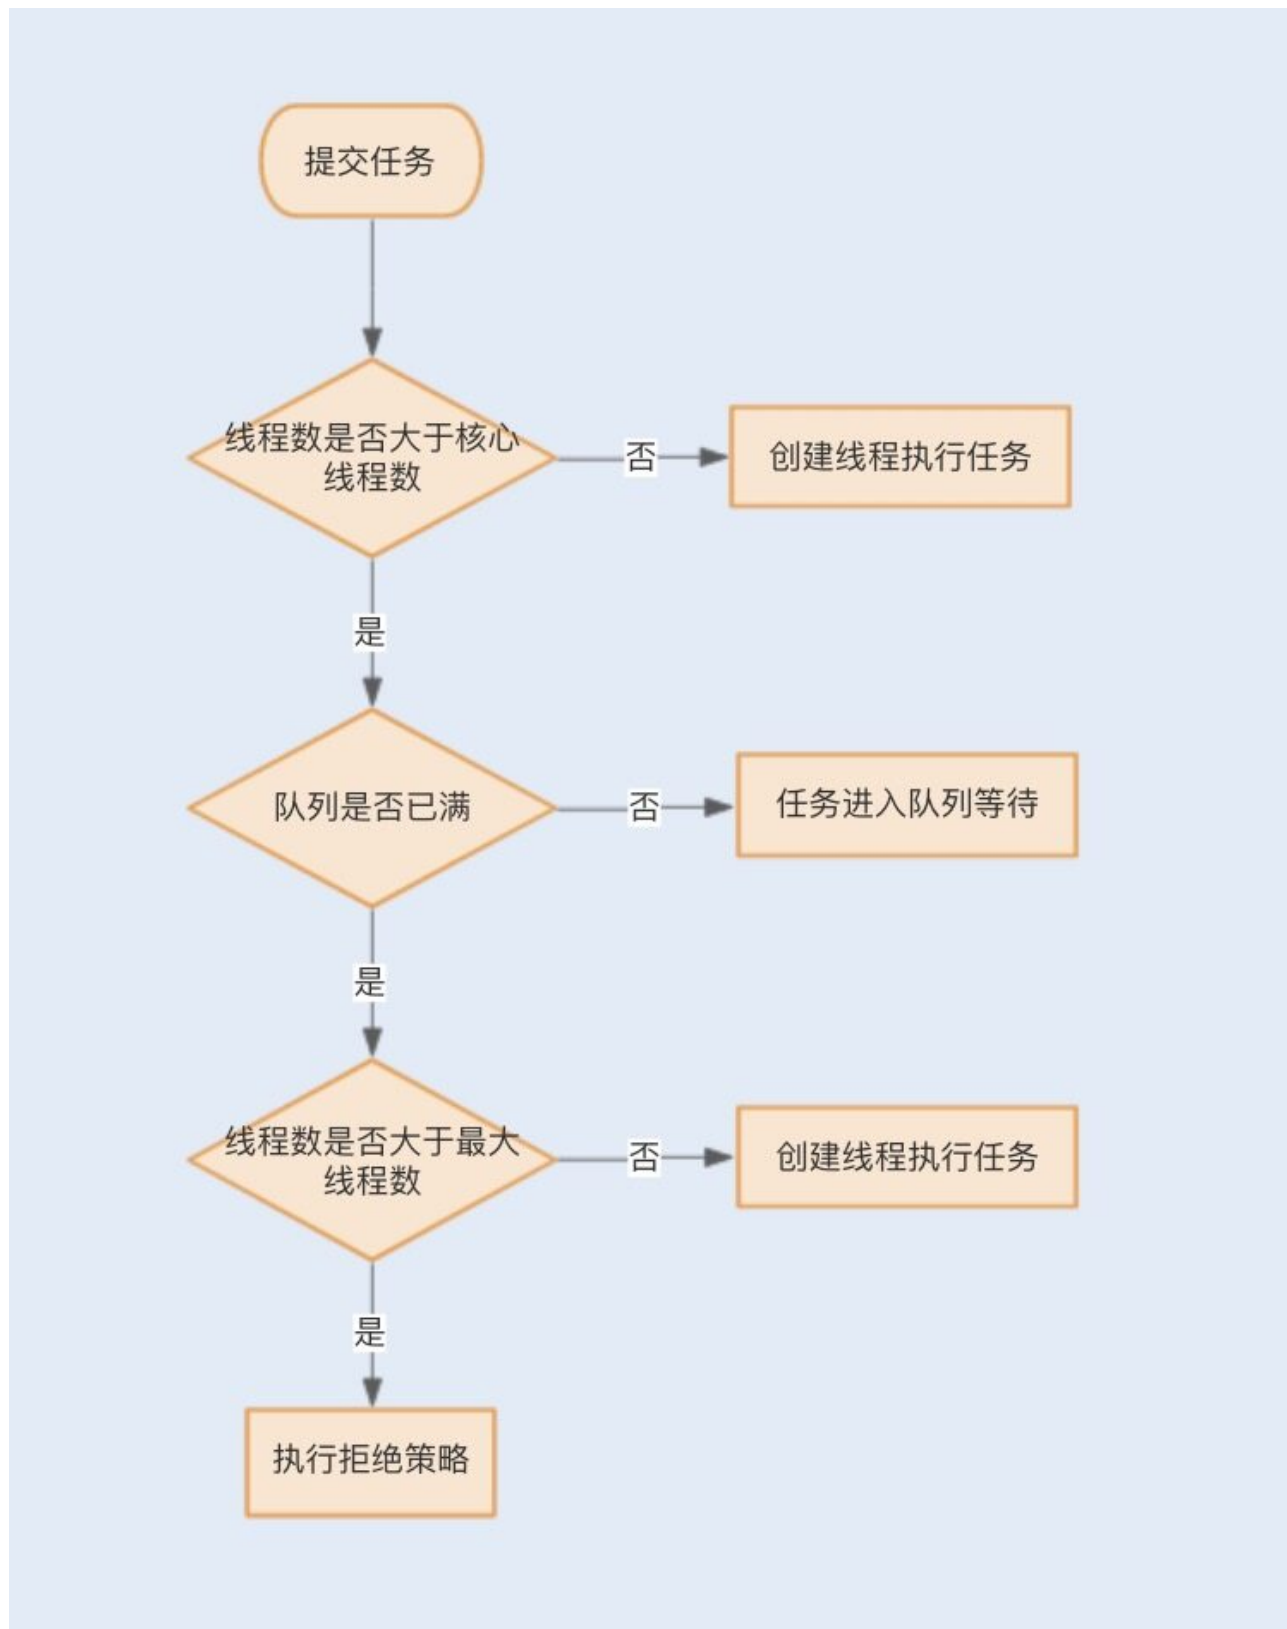 提交任务
线程数是否大于核心
线程数
否
创建线程执行任务
是
队列是否已满
否
任务进入队列等待
是
线程数是否大于最大
线程数
否
创建线程执行任务
是
执行拒绝策略